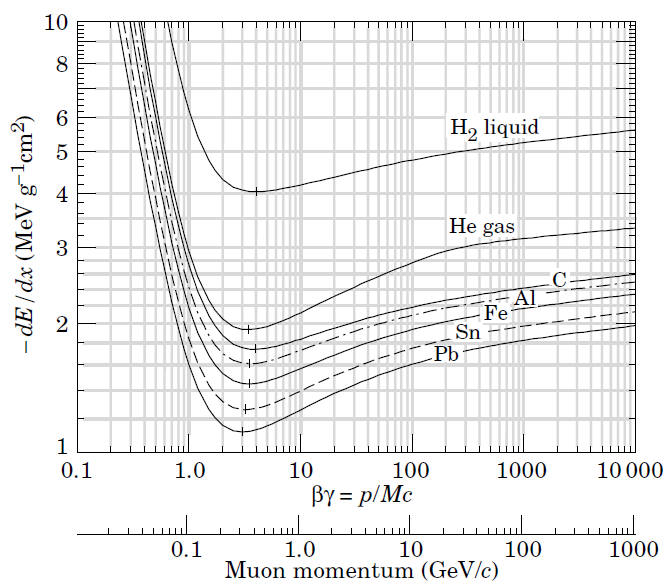 10
8
6
5
4
3
2
1
−dE/dx (MeV g⁻¹cm²)
H₂ liquid
He gas
C
Al
Fe
Sn
Pb
0.1 1.0 10 100 1000 10000
βγ = p/Mc
0.1 1.0 10 100 1000
Muon momentum (GeV/c)